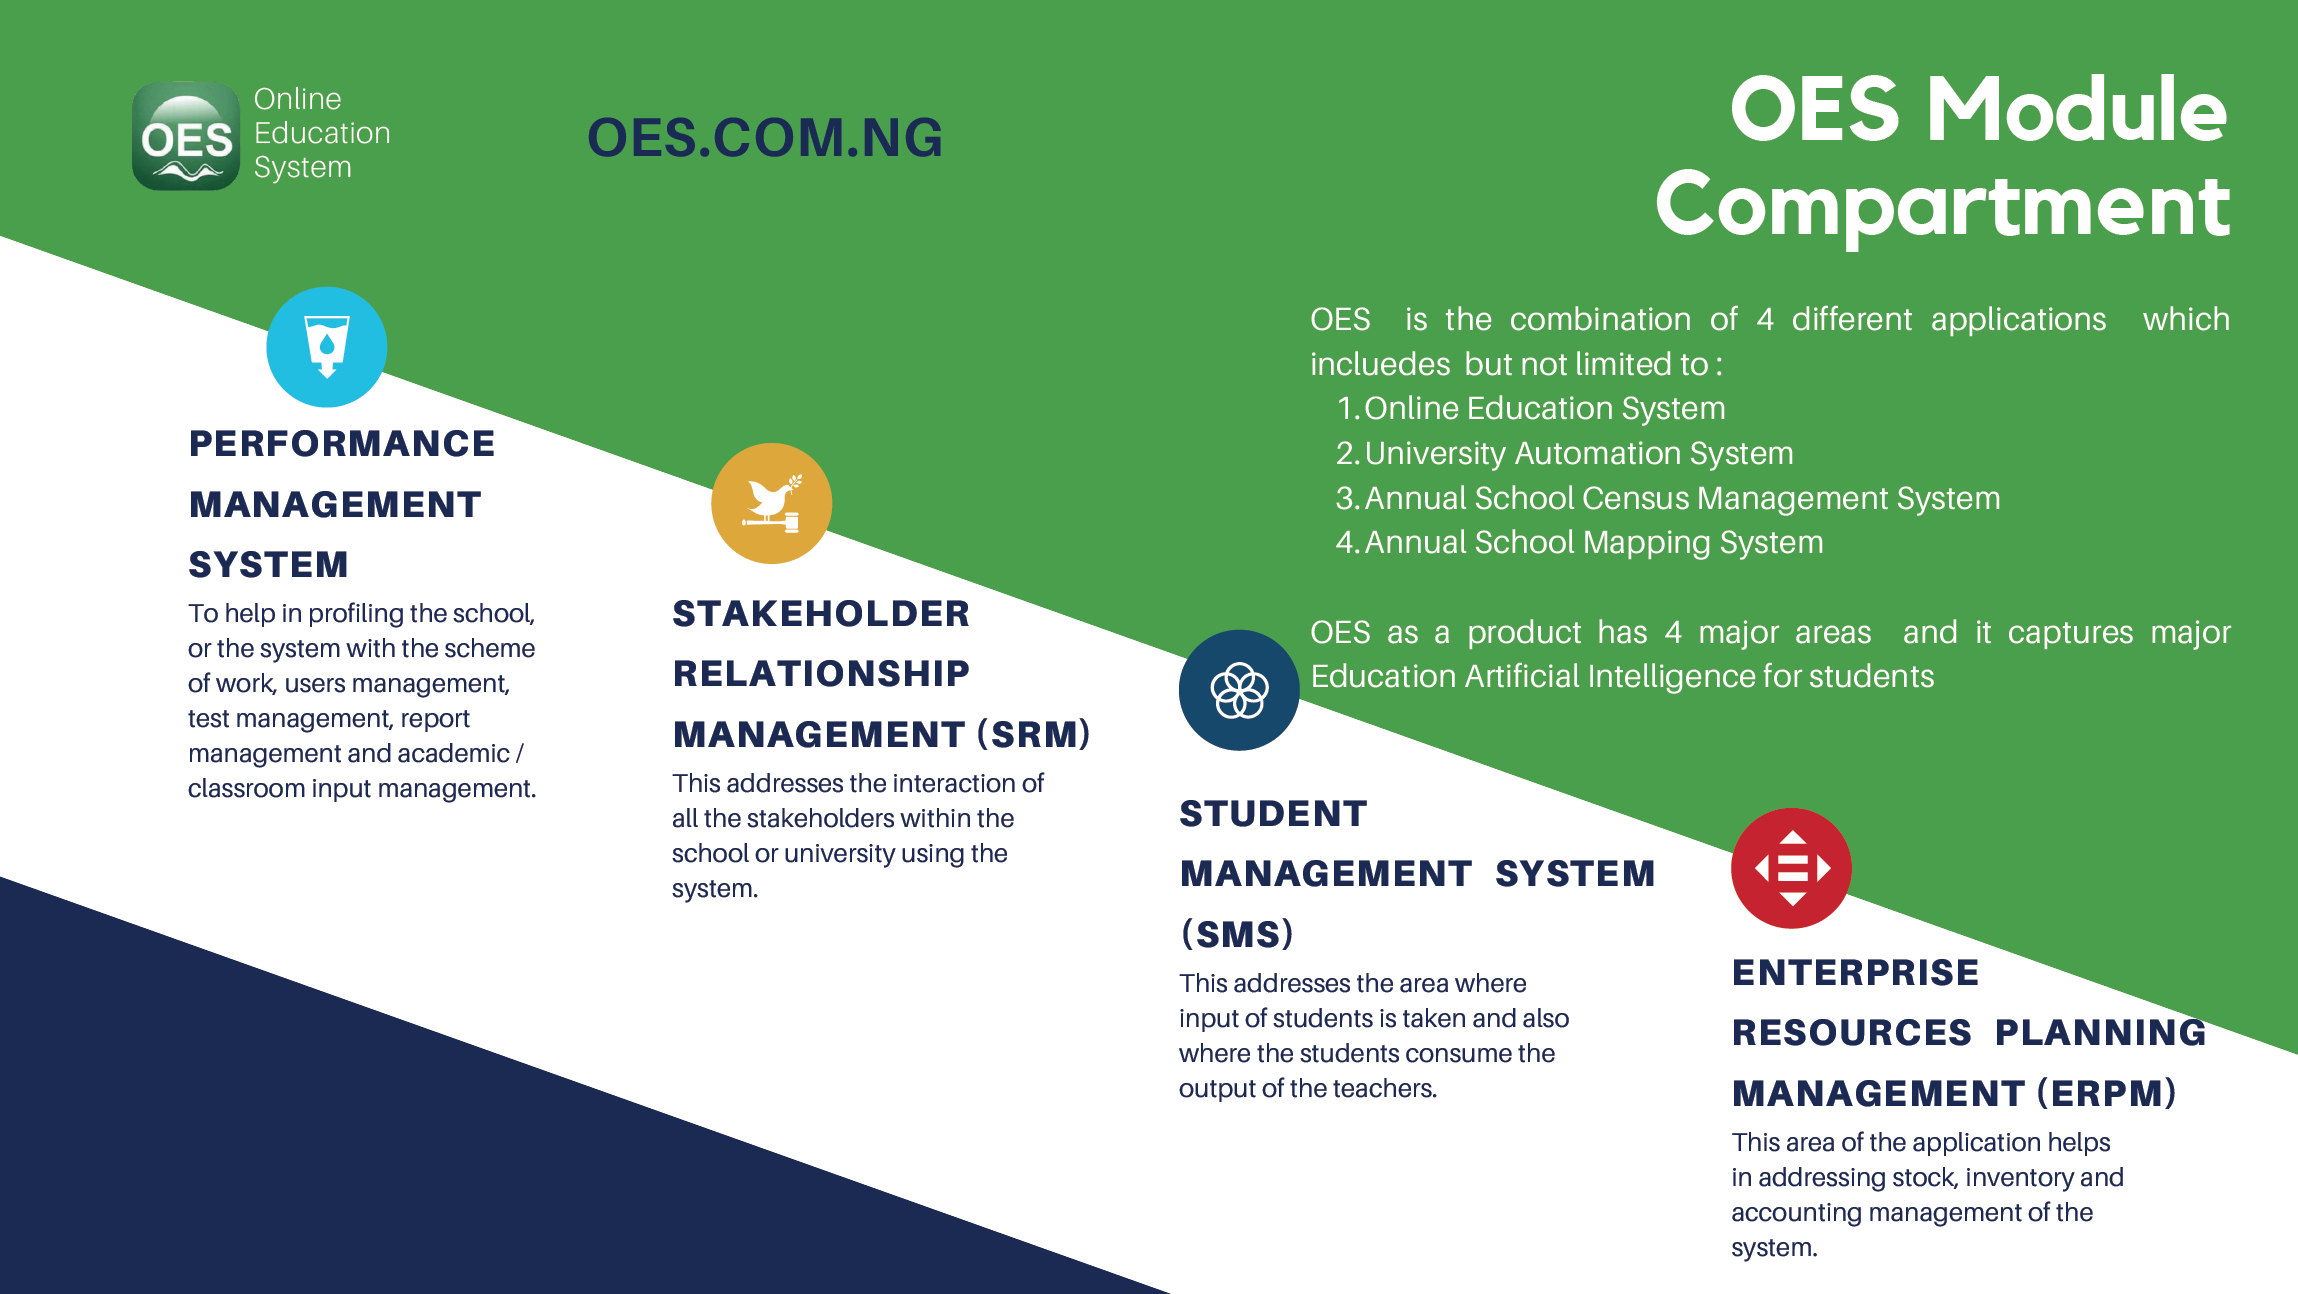 OES
Online
Education
System
OES.COM.NG
OES Module
Compartment
OES is the combination of 4 different applications which
incluedes but not limited to :
1. Online Education System
2. University Automation System
3. Annual School Census Management System
4. Annual School Mapping System
OES as a product has 4 major areas and it captures major
Education Artificial Intelligence for students
PERFORMANCE
MANAGEMENT
SYSTEM
To help in profiling the school,
or the system with the scheme
of work, users management,
test management, report
management and academic /
classroom input management.
STAKEHOLDER
RELATIONSHIP
MANAGEMENT (SRM)
This addresses the interaction of
all the stakeholders within the
school or university using the
system.
STUDENT
MANAGEMENT SYSTEM
(SMS)
This addresses the area where
input of students is taken and also
where the students consume the
output of the teachers.
ENTERPRISE
RESOURCES PLANNING
MANAGEMENT (ERPM)
This area of the application helps
in addressing stock, inventory and
accounting management of the
system.